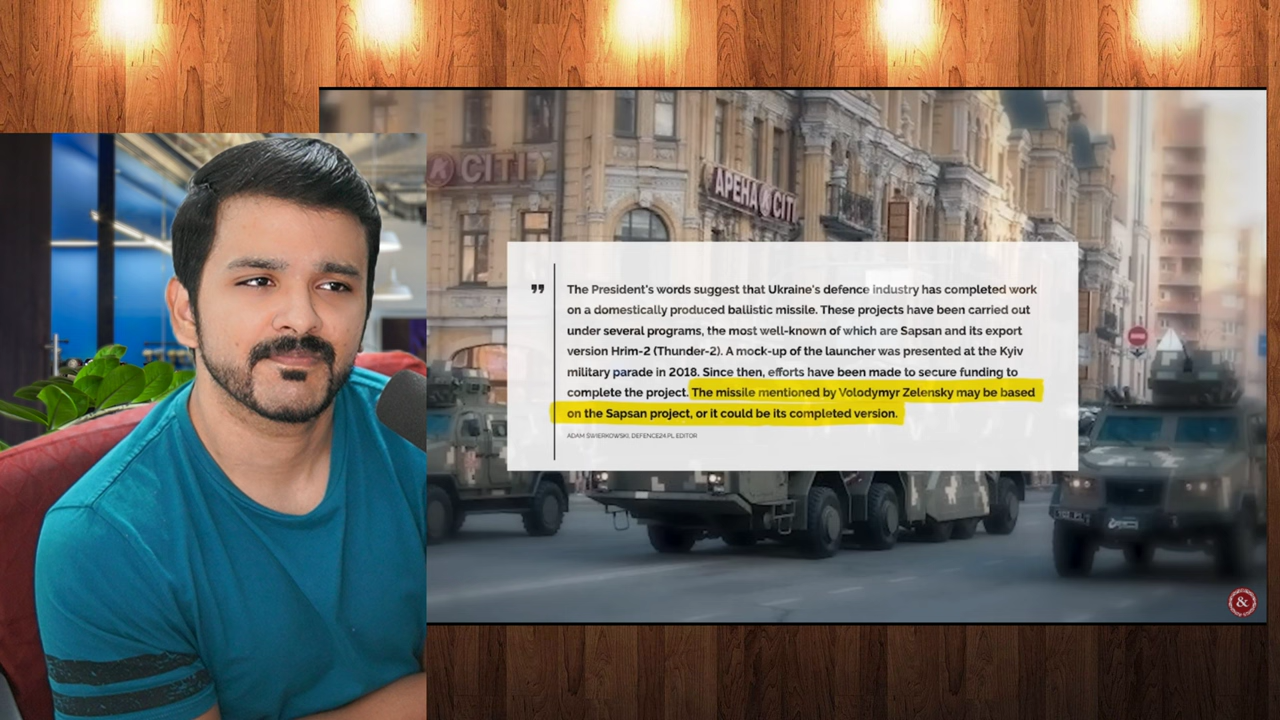 CITI
АРЕНА CITI
The President's words suggest that Ukraine's defence industry has completed work
on a domestically produced ballistic missile. These projects have been carried out
under several programs, the most well-known of which are Sapsan and its export
version Hrim-2 (Thunder-2). A mock-up of the launcher was presented at the Kyiv
military parade in 2018. Since then, efforts have been made to secure funding to
complete the project. The missile mentioned by Volodymyr Zelensky may be based
on the Sapsan project, or it could be its completed version.
ADAM ŚWIERKOWSKI, DEFENCE24.PL EDITOR
&